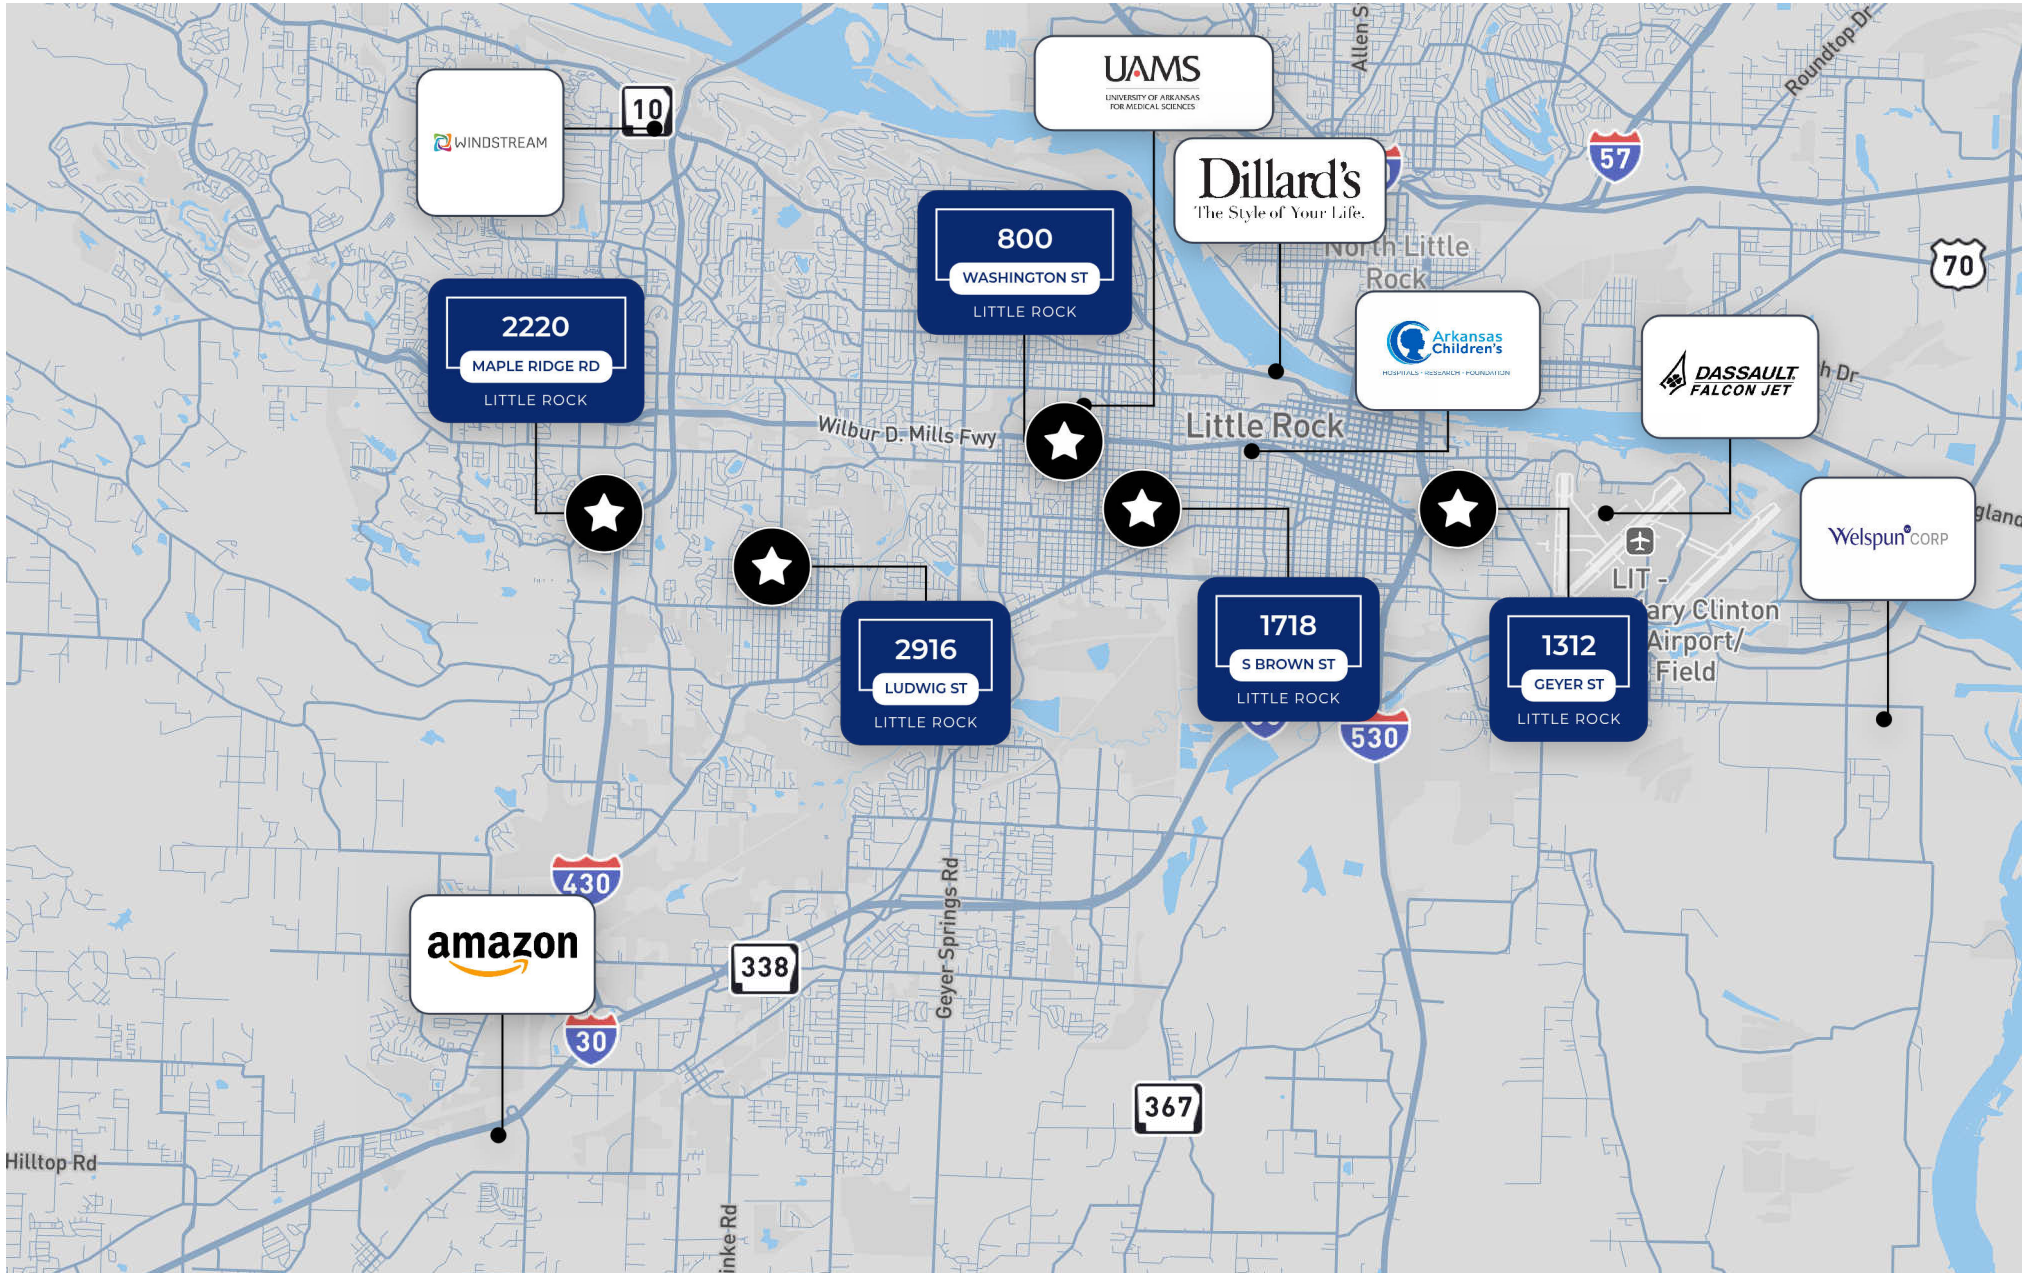 Allen S
Roundtop Dr
UAMS
UNIVERSITY OF ARKANSAS
FOR MEDICAL SCIENCES
10
WINDSTREAM
57
Dillard's
The Style of Your Life.
North Little
Rock
70
800
WASHINGTON ST
LITTLE ROCK
2220
MAPLE RIDGE RD
LITTLE ROCK
Arkansas
Children's
HOSPITALS • RESEARCH • FOUNDATION
DASSAULT
FALCON JET
h Dr
Wilbur D. Mills Fwy
Little Rock
gland
Welspun CORP
LIT -
ary Clinton
Airport/
Field
2916
LUDWIG ST
LITTLE ROCK
1718
S BROWN ST
LITTLE ROCK
1312
GEYER ST
LITTLE ROCK
530
430
amazon
Geyer Springs Rd
338
30
367
Hilltop Rd
inke Rd